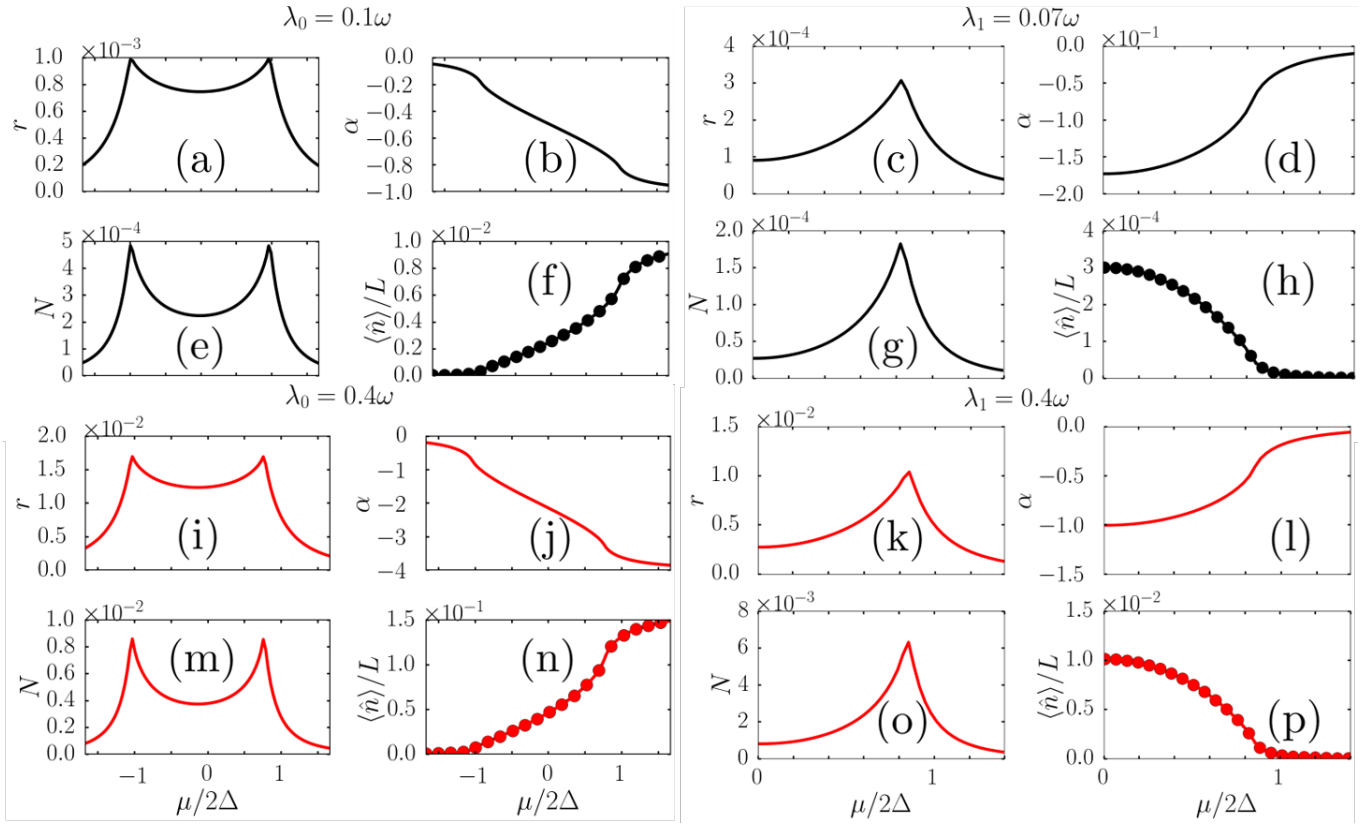 λ₀ = 0.1ω
×10⁻³
1.0
0.8
0.6
0.4
0.2
0.0
r
(a)
0.0
−0.2
−0.4
−0.6
−0.8
−1.0
α
(b)
×10⁻⁴
5
4
3
2
1
0
N
(e)
×10⁻²
1.0
0.8
0.6
0.4
0.2
0.0
⟨n̂⟩/L
(f)
λ₁ = 0.07ω
×10⁻⁴
4
3
2
1
0
r
(c)
×10⁻¹
0.0
−0.5
−1.0
−1.5
−2.0
α
(d)
×10⁻⁴
2.0
1.5
1.0
0.5
0.0
N
(g)
×10⁻⁴
4
3
2
1
0
⟨n̂⟩/L
(h)
λ₀ = 0.4ω
×10⁻²
2.0
1.5
1.0
0.5
0.0
r
(i)
0
−1
−2
−3
−4
α
(j)
×10⁻²
1.0
0.8
0.6
0.4
0.2
0.0
N
(m)
−1 0 1
μ/2Δ
×10⁻¹
1.5
1.0
0.5
0.0
⟨n̂⟩/L
(n)
−1 0 1
μ/2Δ
λ₁ = 0.4ω
×10⁻²
1.5
1.0
0.5
0.0
r
(k)
0.0
−0.5
−1.0
−1.5
α
(l)
×10⁻³
8
6
4
2
0
N
(o)
0 1
μ/2Δ
×10⁻²
1.5
1.0
0.5
0.0
⟨n̂⟩/L
(p)
0 1
μ/2Δ